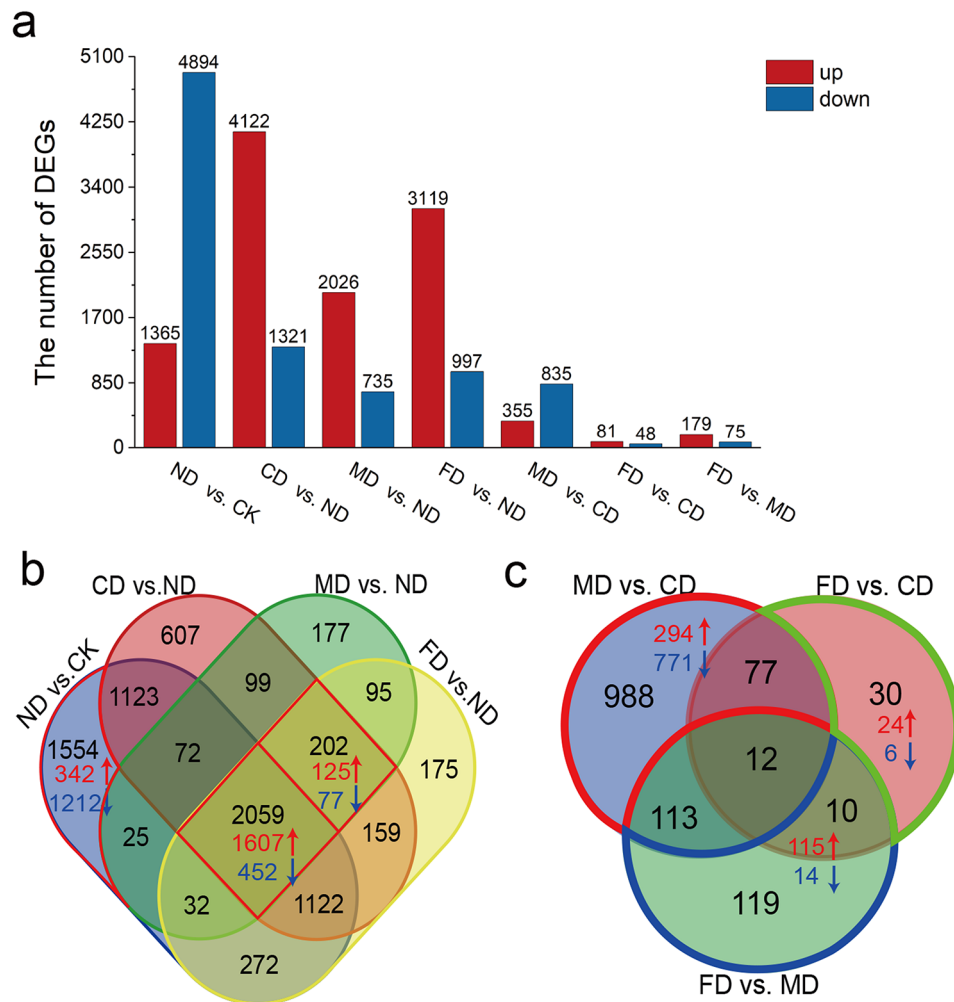 a
The number of DEGs
5100
4250
3400
2550
1700
850
0
up
down
1365
4894
4122
1321
2026
735
3119
997
355
835
81
48
179
75
ND vs. CK
CD vs. ND
MD vs. ND
FD vs. ND
MD vs. CD
FD vs. CD
FD vs. MD
b
CD vs.ND
MD vs. ND
ND vs.CK
FD vs.ND
607
177
1123
99
95
1554
342
1212
72
202
125
77
175
25
2059
1607
452
159
32
1122
272
c
MD vs. CD
FD vs. CD
294
771
988
77
30
24
6
12
113
10
115
14
119
FD vs. MD